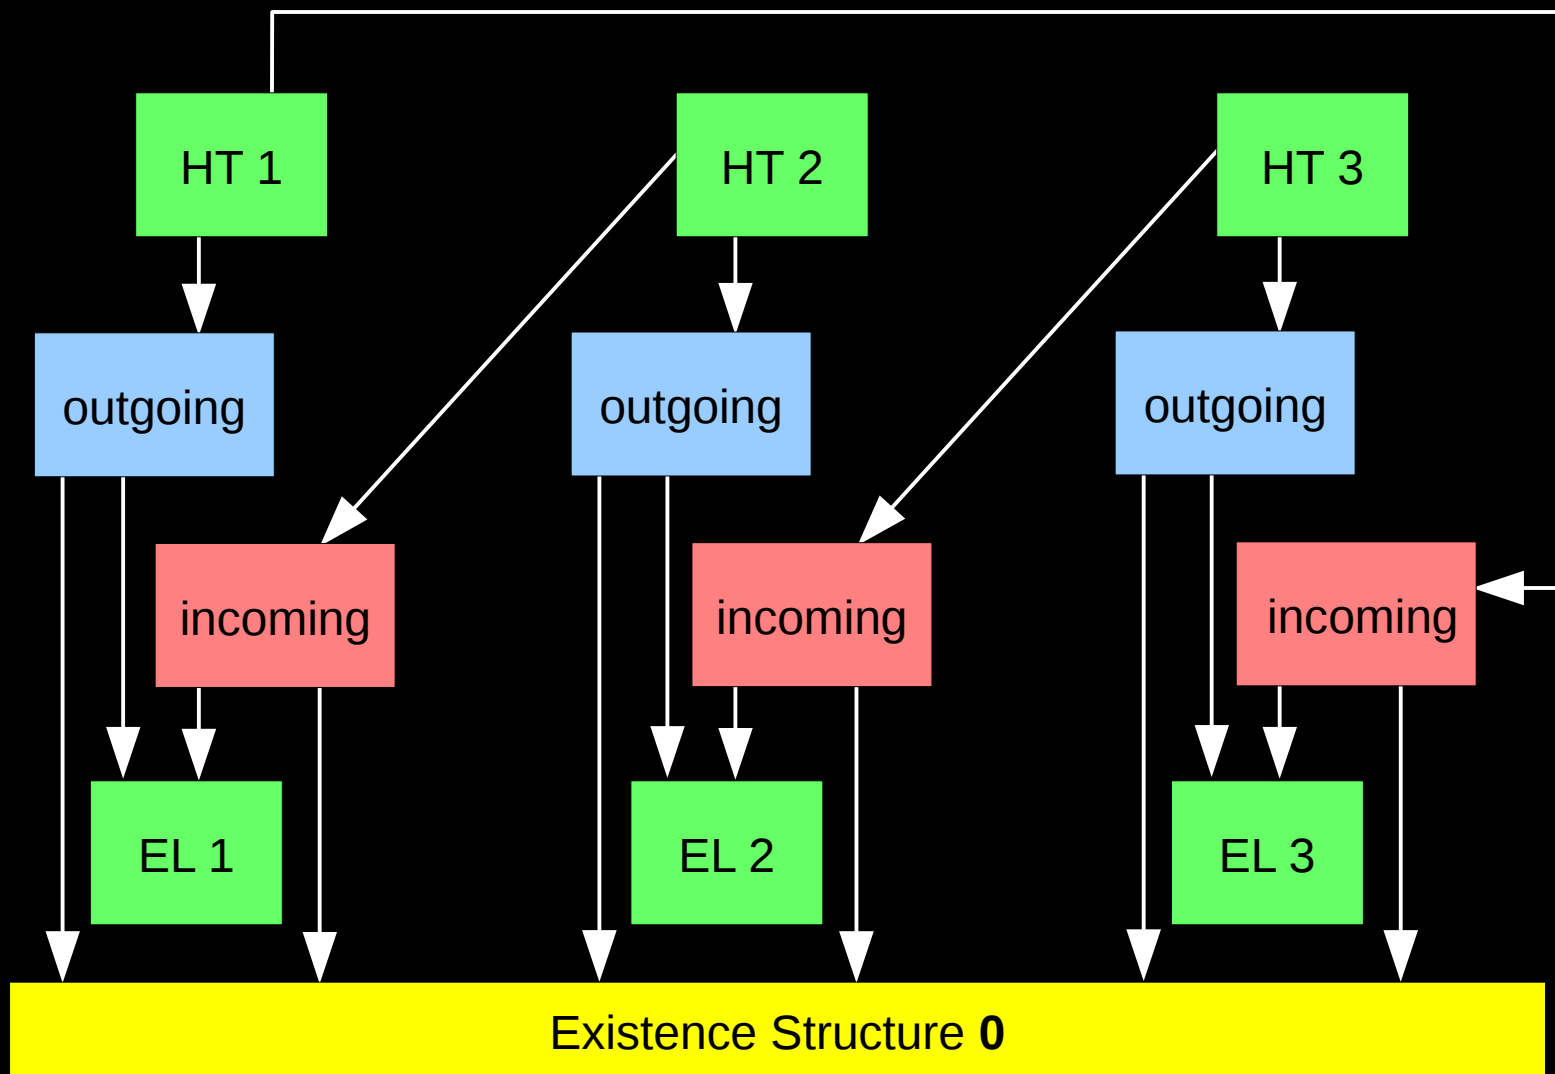 HT 1
HT 2
HT 3
outgoing
outgoing
outgoing
incoming
incoming
incoming
EL 1
EL 2
EL 3
Existence Structure 0